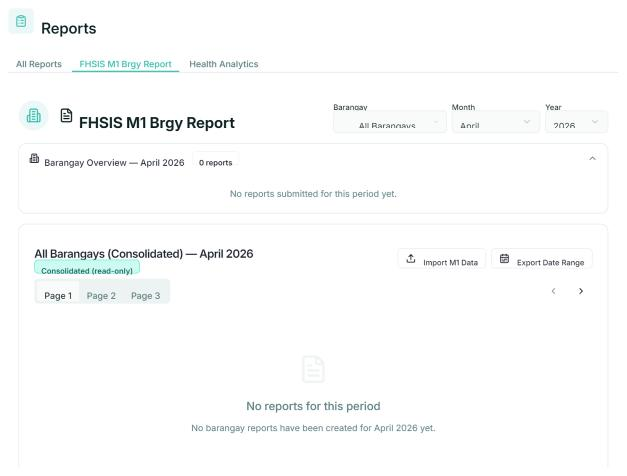 Reports
All Reports FHSIS M1 Brgy Report Health Analytics
FHSIS M1 Brgy Report
Barangay Month Year
All Barangays April 2026
Barangay Overview — April 2026 0 reports
No reports submitted for this period yet.
All Barangays (Consolidated) — April 2026
Consolidated (read-only)
Import M1 Data Export Date Range
Page 1 Page 2 Page 3
No reports for this period
No barangay reports have been created for April 2026 yet.